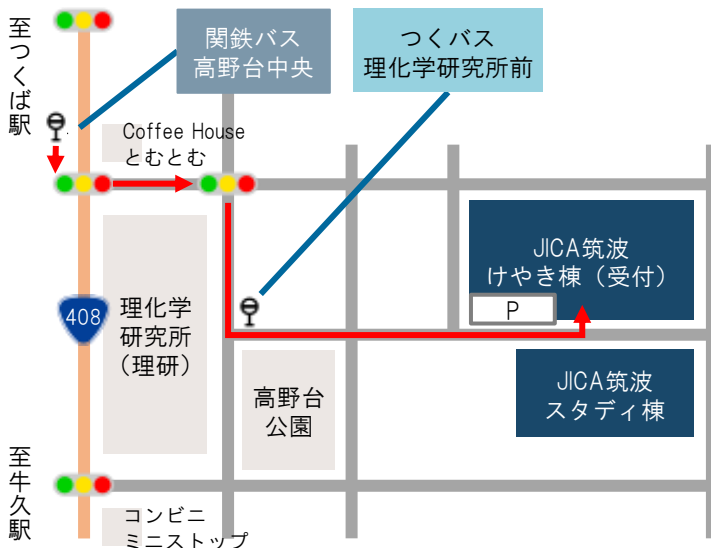 至つくば駅
関鉄バス
高野台中央
つくバス
理化学研究所前
Coffee House
とむとむ
JICA筑波
けやき棟（受付）
P
408
理化学
研究所
（理研）
高野台
公園
JICA筑波
スタディ棟
至牛久駅
コンビニ
ミニストップ